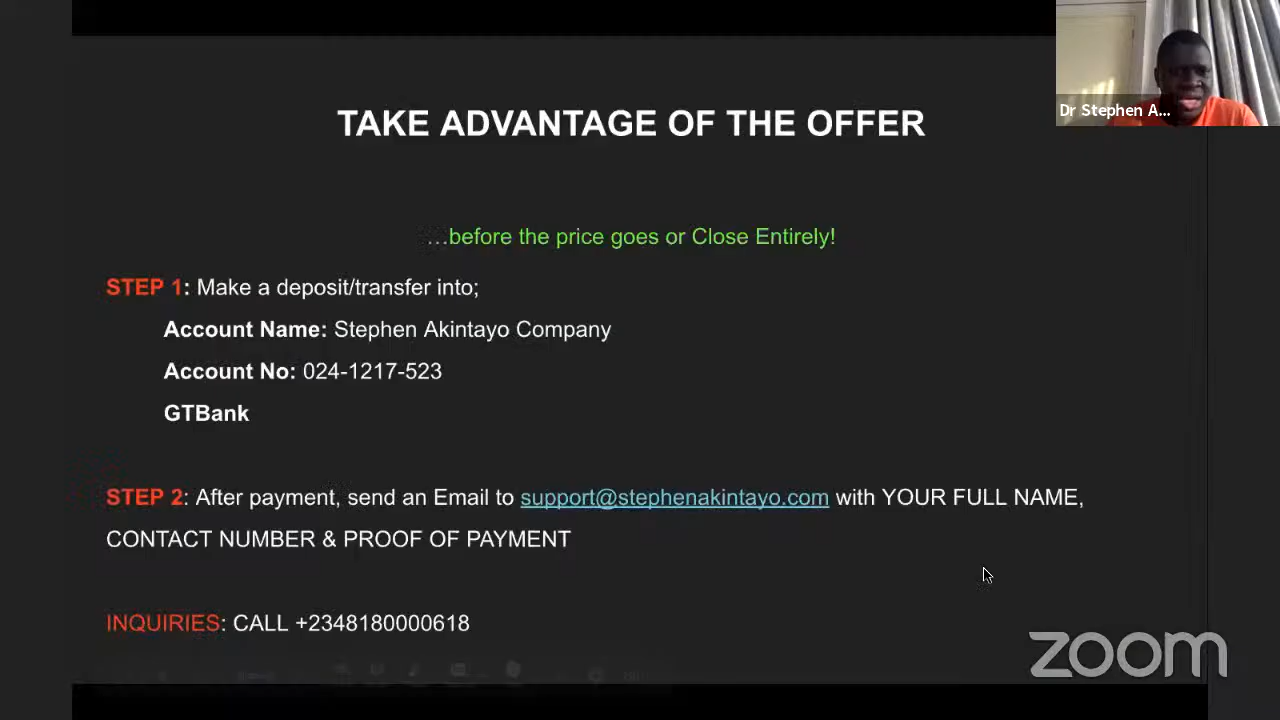 Dr Stephen A...
TAKE ADVANTAGE OF THE OFFER
...before the price goes or Close Entirely!
STEP 1: Make a deposit/transfer into;
Account Name: Stephen Akintayo Company
Account No: 024-1217-523
GTBank
STEP 2: After payment, send an Email to support@stephenakintayo.com with YOUR FULL NAME,
CONTACT NUMBER & PROOF OF PAYMENT
INQUIRIES: CALL +2348180000618
zoom